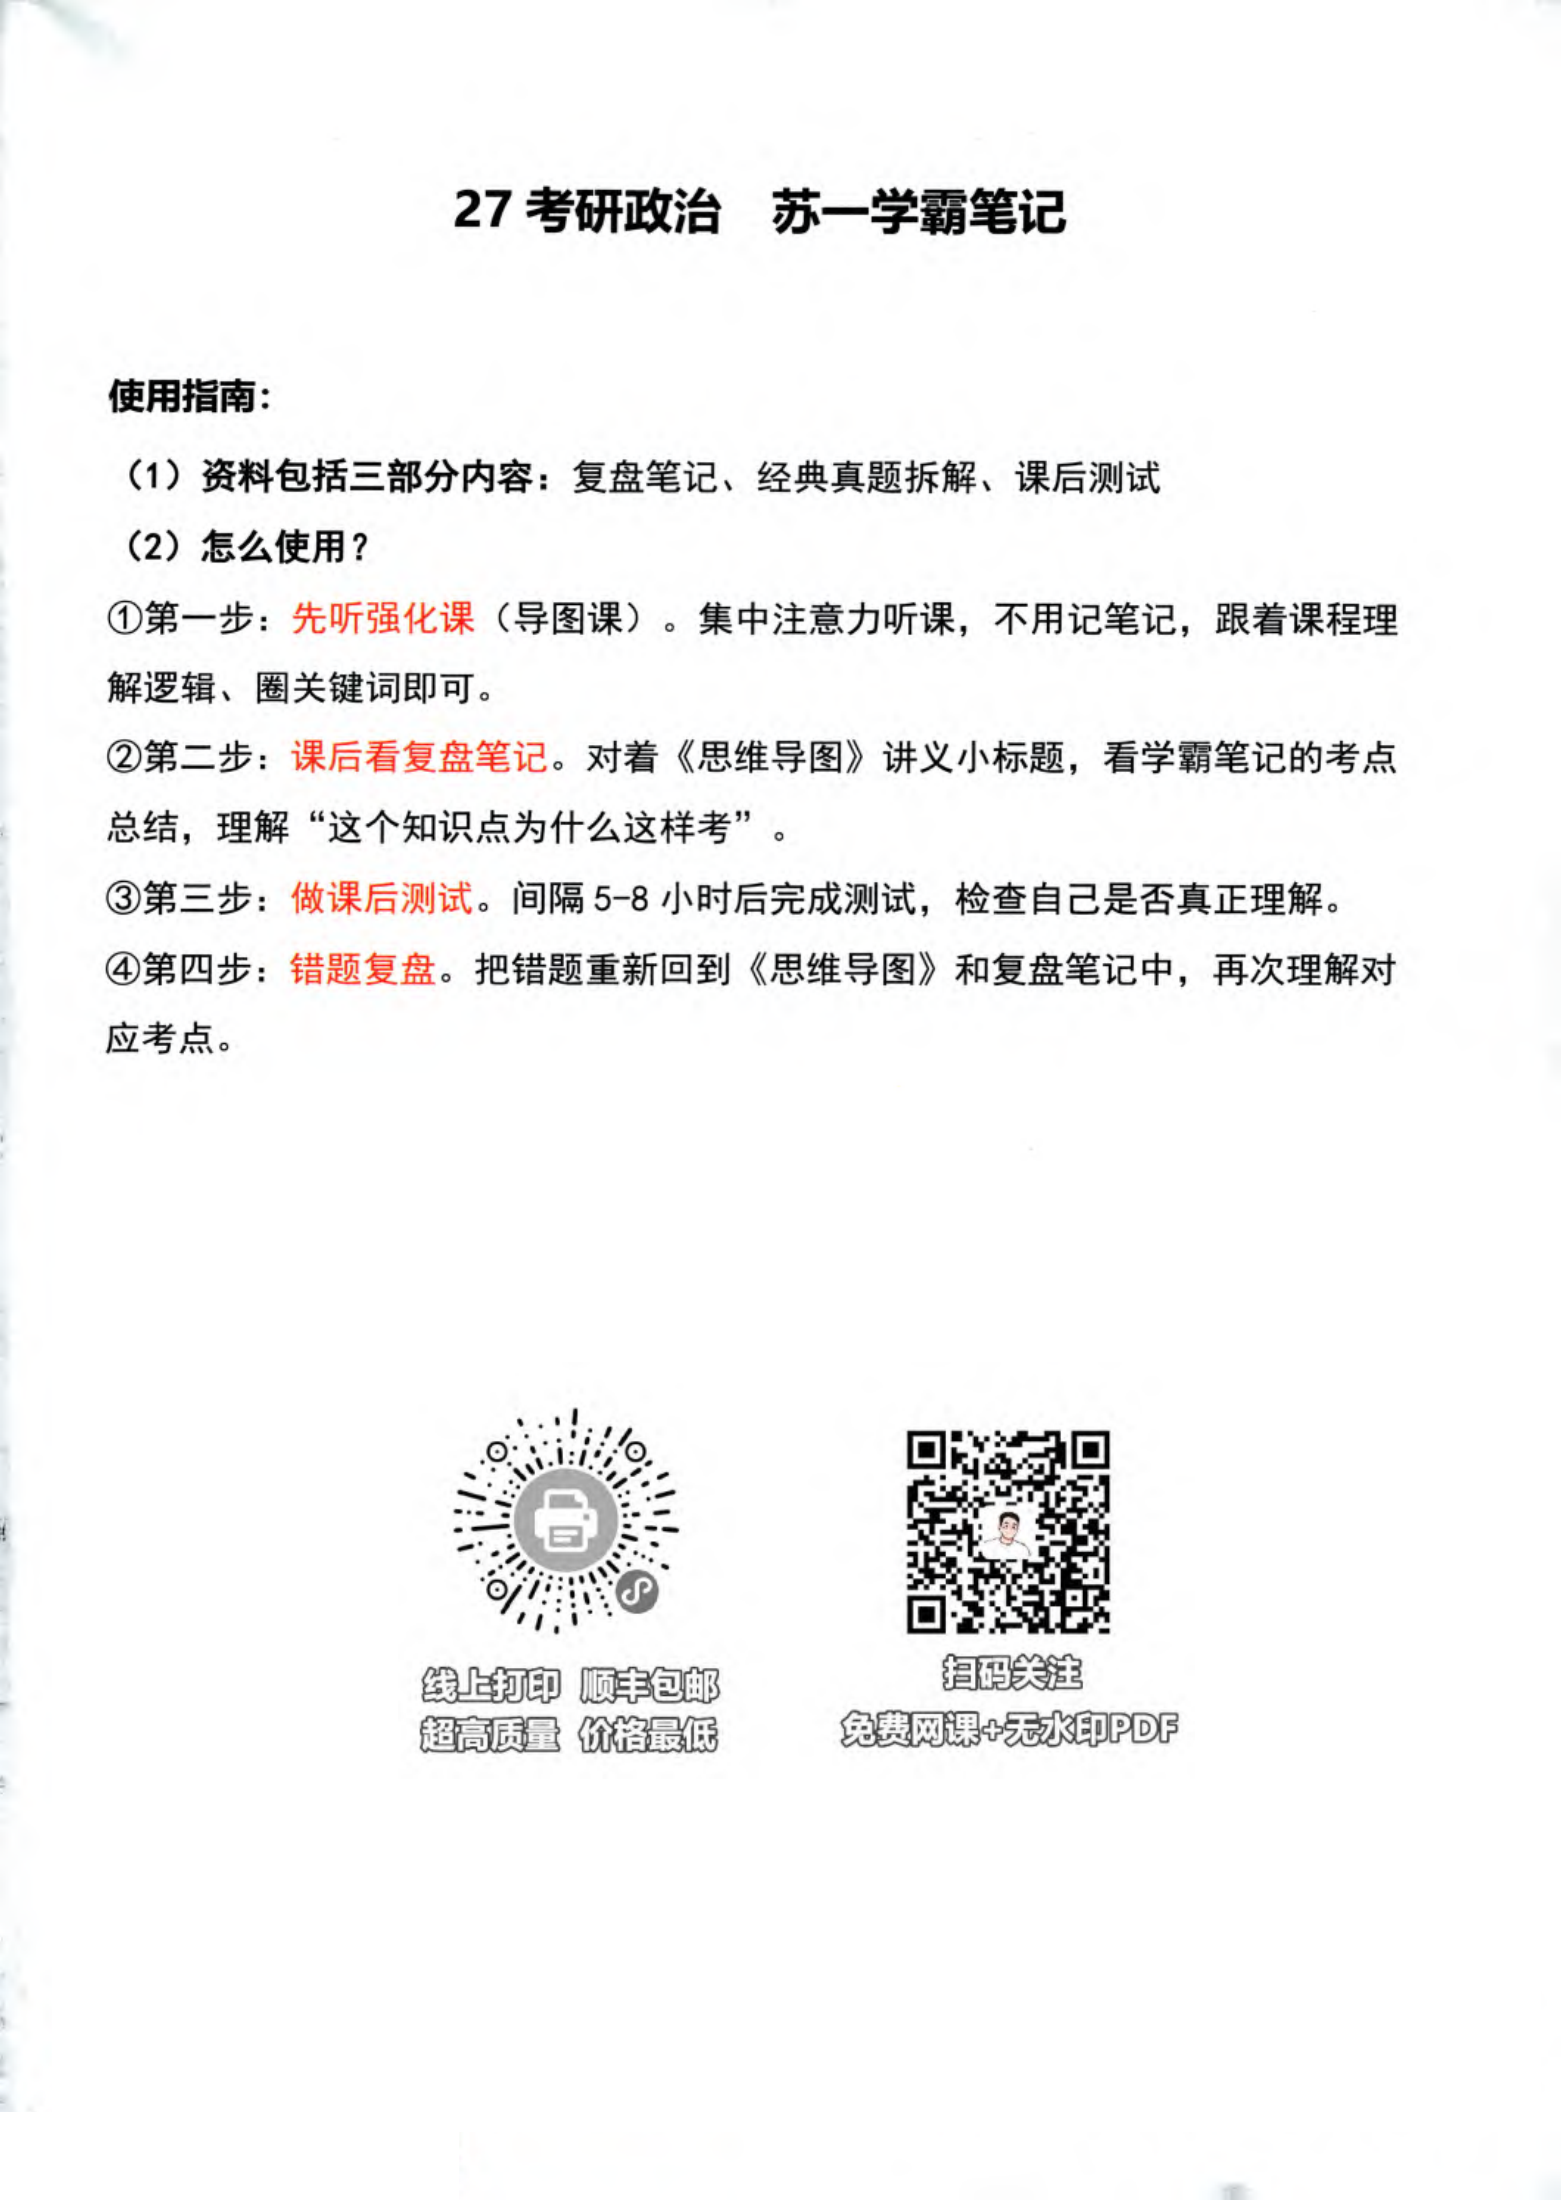 27 考研政治　苏一学霸笔记
使用指南：
（1）资料包括三部分内容：复盘笔记、经典真题拆解、课后测试
（2）怎么使用？
①第一步：先听强化课（导图课）。集中注意力听课，不用记笔记，跟着课程理
解逻辑、圈关键词即可。
②第二步：课后看复盘笔记。对着《思维导图》讲义小标题，看学霸笔记的考点
总结，理解“这个知识点为什么这样考”。
③第三步：做课后测试。间隔 5-8 小时后完成测试，检查自己是否真正理解。
④第四步：错题复盘。把错题重新回到《思维导图》和复盘笔记中，再次理解对
应考点。
线上打印 顺丰包邮
超高质量 价格最低
扫码关注
免费网课+无水印PDF